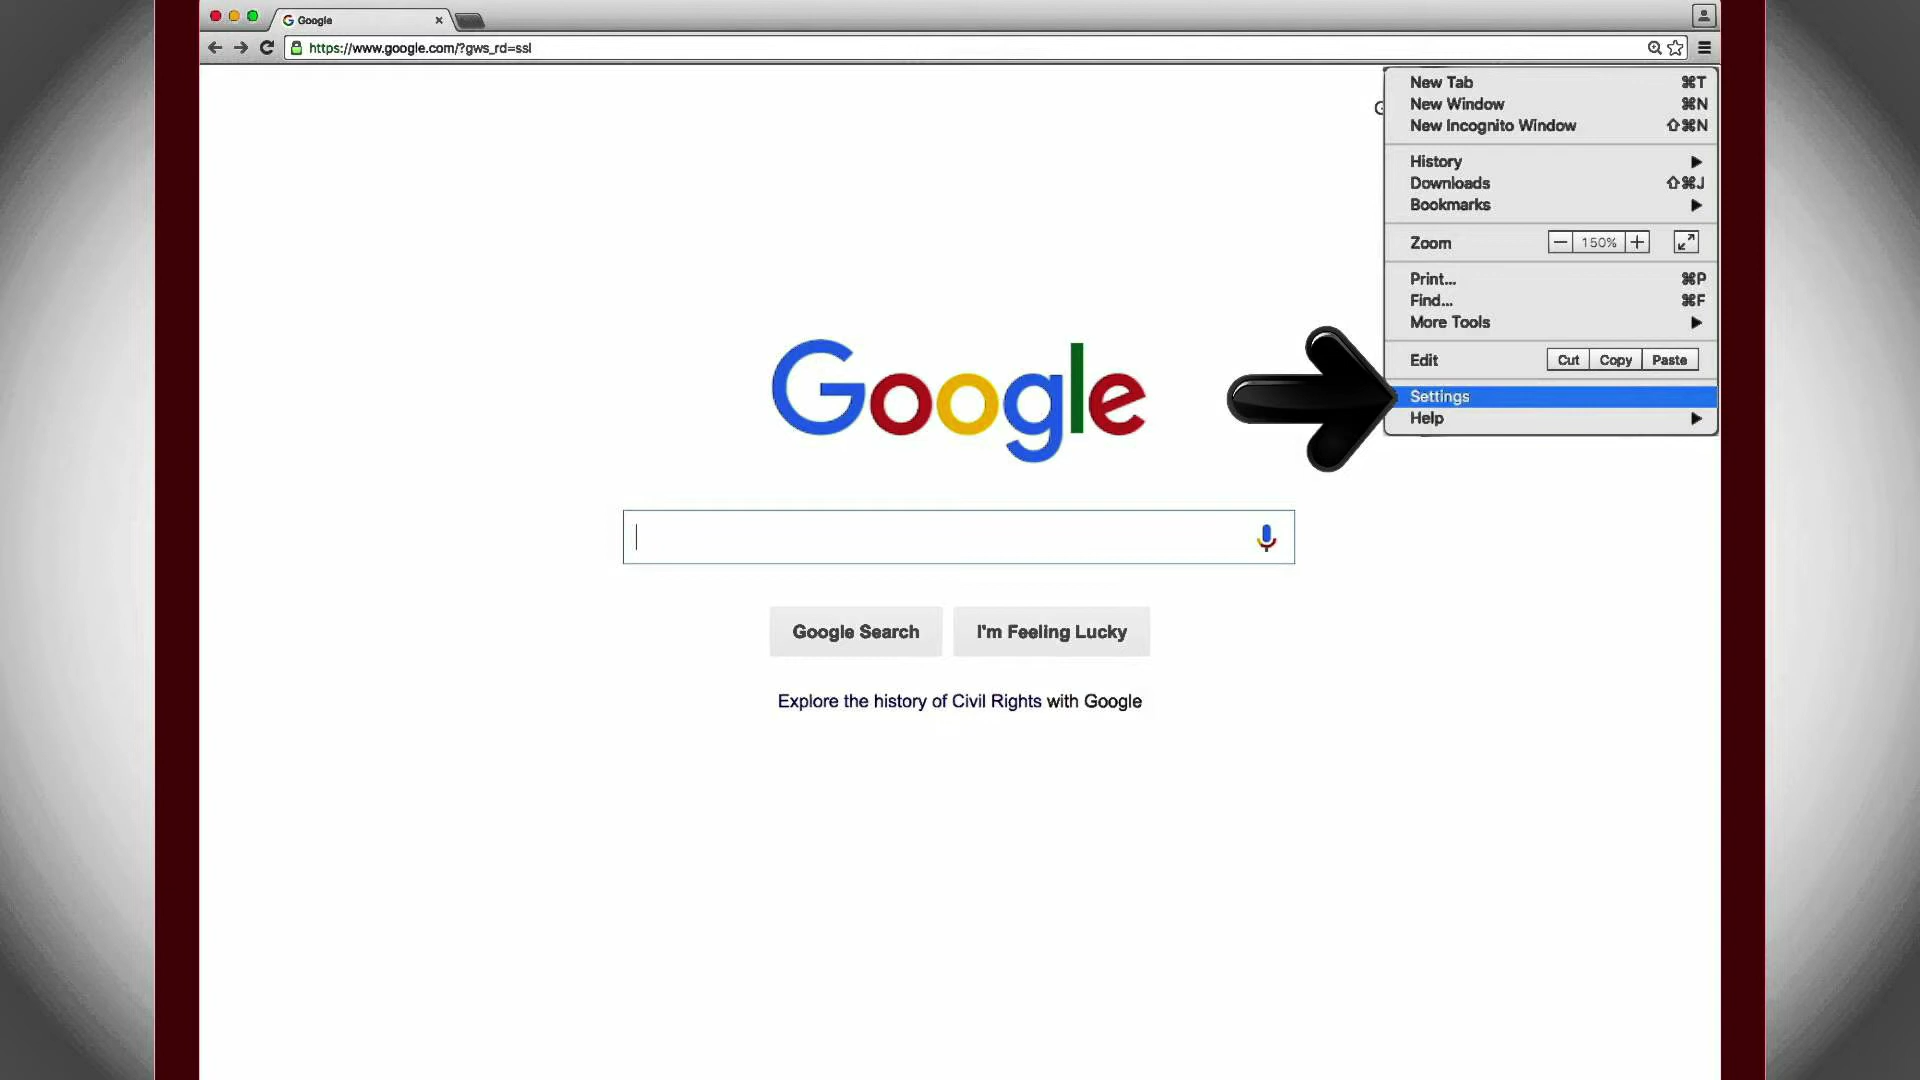 Google
https://www.google.com/?gws_rd=ssl
New Tab ⌘T
New Window ⌘N
New Incognito Window ⇧⌘N
History
Downloads ⇧⌘J
Bookmarks
Zoom 150%
Print... ⌘P
Find... ⌘F
More Tools
Edit Cut Copy Paste
Settings
Help
Google
Google Search I'm Feeling Lucky
Explore the history of Civil Rights with Google